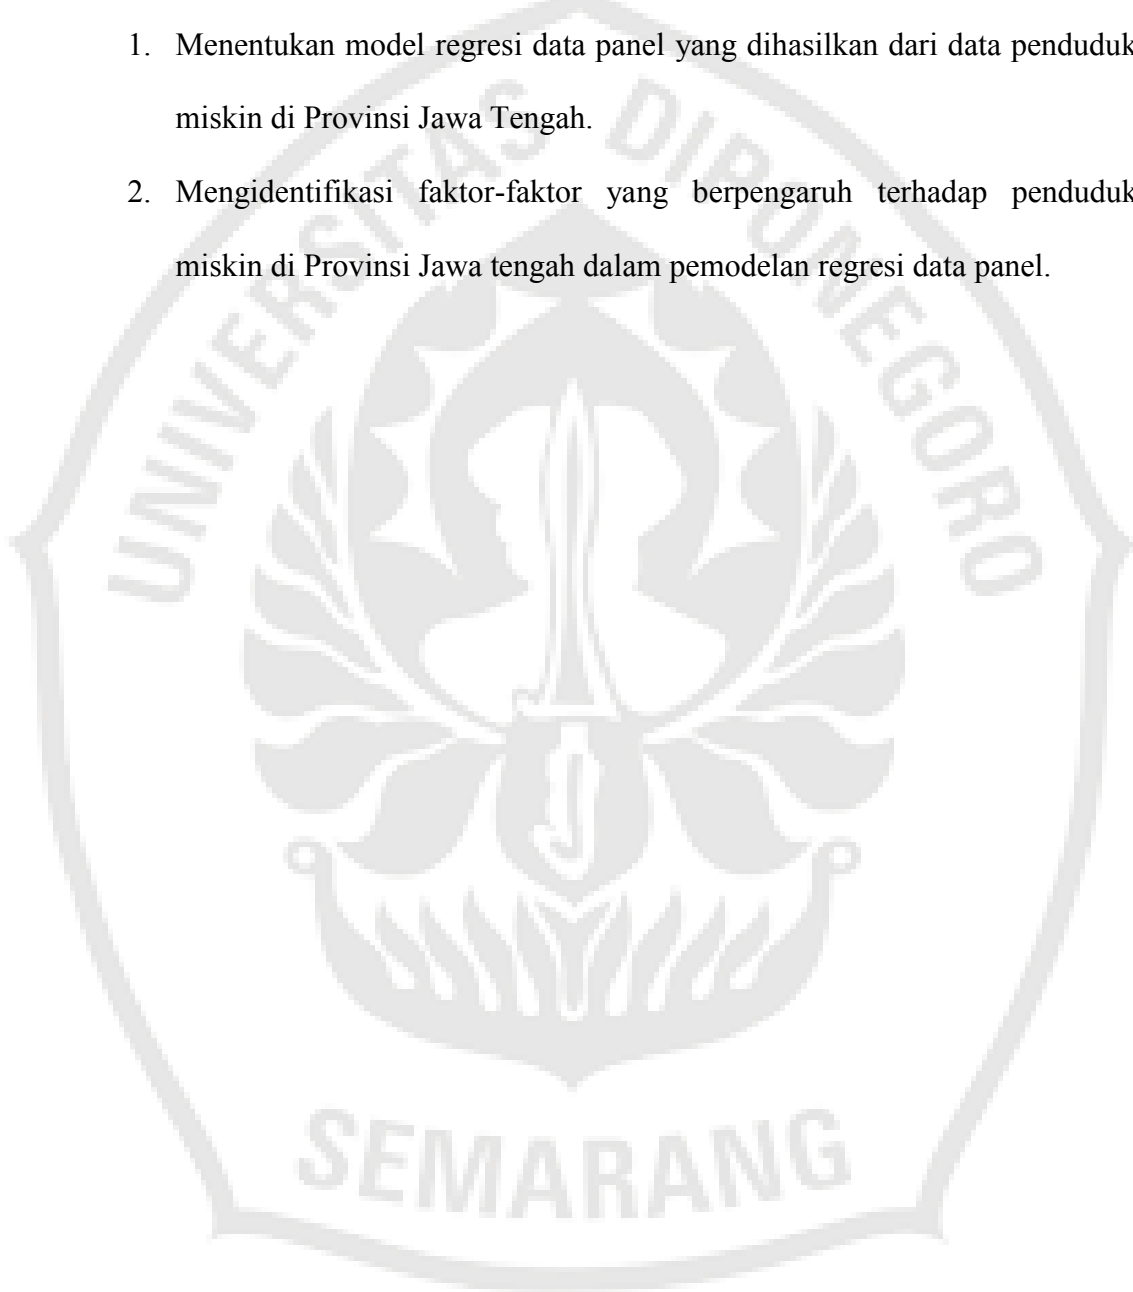 1. Menentukan model regresi data panel yang dihasilkan dari data penduduk
miskin di Provinsi Jawa Tengah.
2. Mengidentifikasi faktor-faktor yang berpengaruh terhadap penduduk
miskin di Provinsi Jawa tengah dalam pemodelan regresi data panel.
UNIVERSITAS DIPONEGORO
SEMARANG